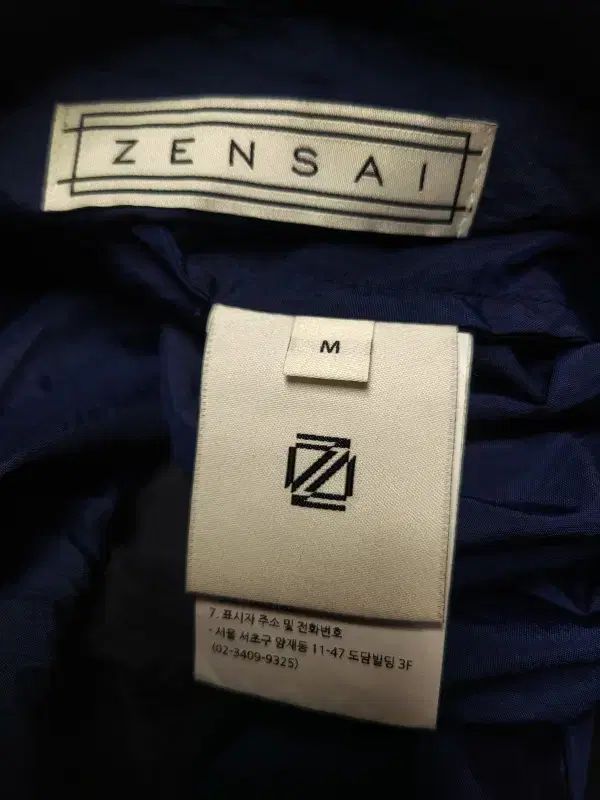 ZENSAI
M
7. 표시자 주소 및 전화번호
- 서울 서초구 양재동 11-47 도담빌딩 3F
(02-3409-9325)